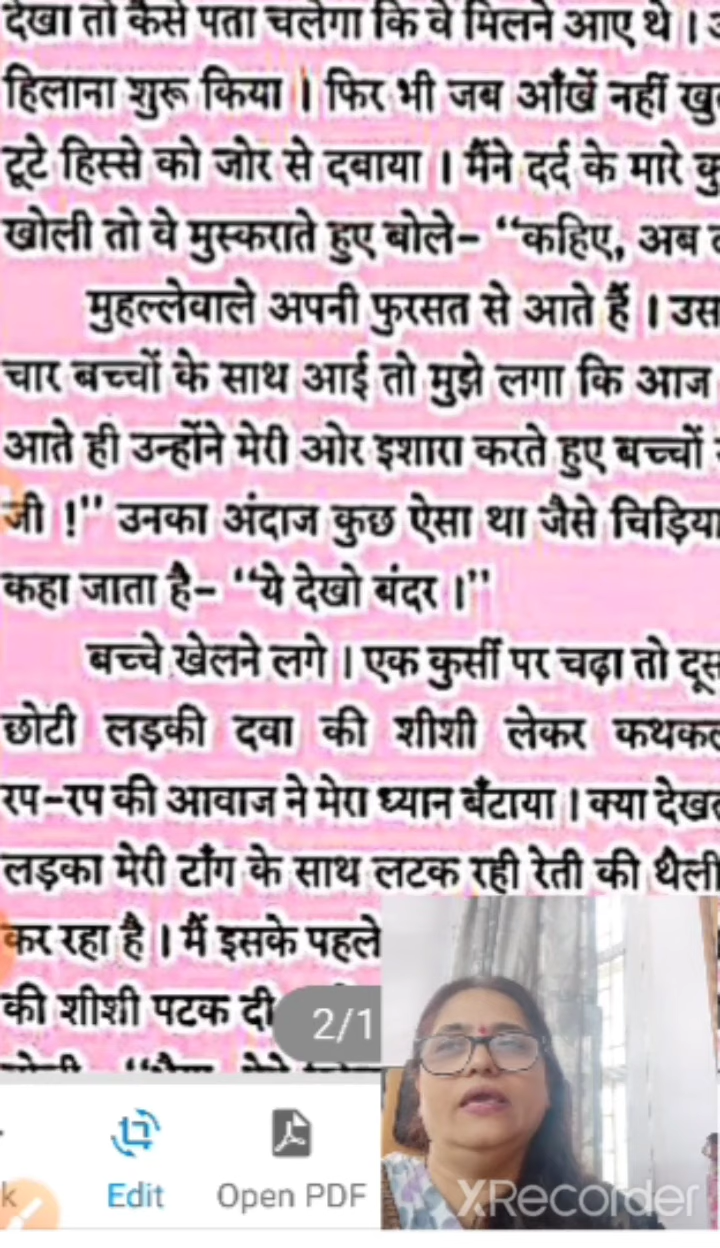 देखा तो कैसे पता चलेगा कि वे मिलने आए थे ।
हिलाना शुरू किया । फिर भी जब आँखें नहीं
टूटे हिस्से को जोर से दबाया । मैंने दर्द के मारे
खोली तो वे मुस्कराते हुए बोले– ‘‘कहिए, अब
मुहल्लेवाले अपनी फुरसत से आते हैं । उस
चार बच्चों के साथ आई तो मुझे लगा कि आज
आते ही उन्होंने मेरी ओर इशारा करते हुए बच्चों
जी !’’ उनका अंदाज कुछ ऐसा था जैसे चिड़िया
कहा जाता है– ‘‘ये देखो बंदर ।’’
बच्चे खेलने लगे । एक कुर्सी पर चढ़ा तो दूस
छोटी लड़की दवा की शीशी लेकर कथक
रप-रप की आवाज ने मेरा ध्यान बँटाया । क्या देख
लड़का मेरी टाँग के साथ लटक रही रेती की थैली
कर रहा है । मैं इसके पहले
की शीशी पटक दी
2/1
k Edit Open PDF
XRecorder